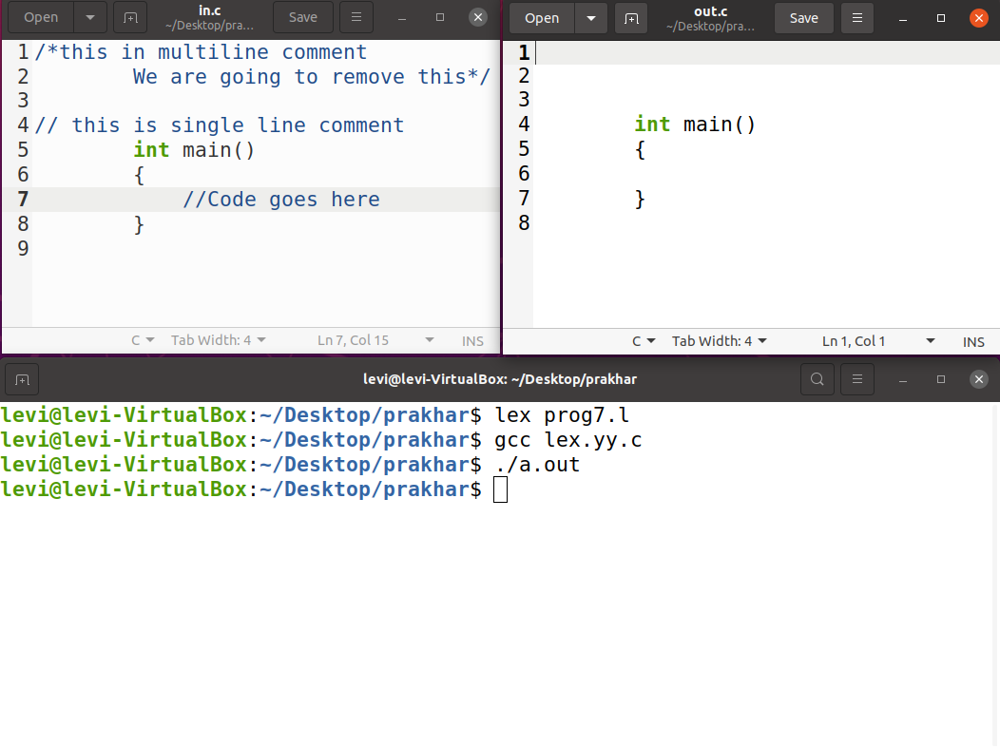 Open
in.c
~/Desktop/pra...
Save
1 /*this in multiline comment
2         We are going to remove this*/
3
4 // this is single line comment
5         int main()
6         {
7             //Code goes here
8         }
9
C
Tab Width: 4
Ln 7, Col 15
INS
Open
out.c
~/Desktop/pra...
Save
1
2
3
4         int main()
5         {
6
7         }
8
C
Tab Width: 4
Ln 1, Col 1
INS
levi@levi-VirtualBox: ~/Desktop/prakhar
levi@levi-VirtualBox:~/Desktop/prakhar$ lex prog7.l
levi@levi-VirtualBox:~/Desktop/prakhar$ gcc lex.yy.c
levi@levi-VirtualBox:~/Desktop/prakhar$ ./a.out
levi@levi-VirtualBox:~/Desktop/prakhar$